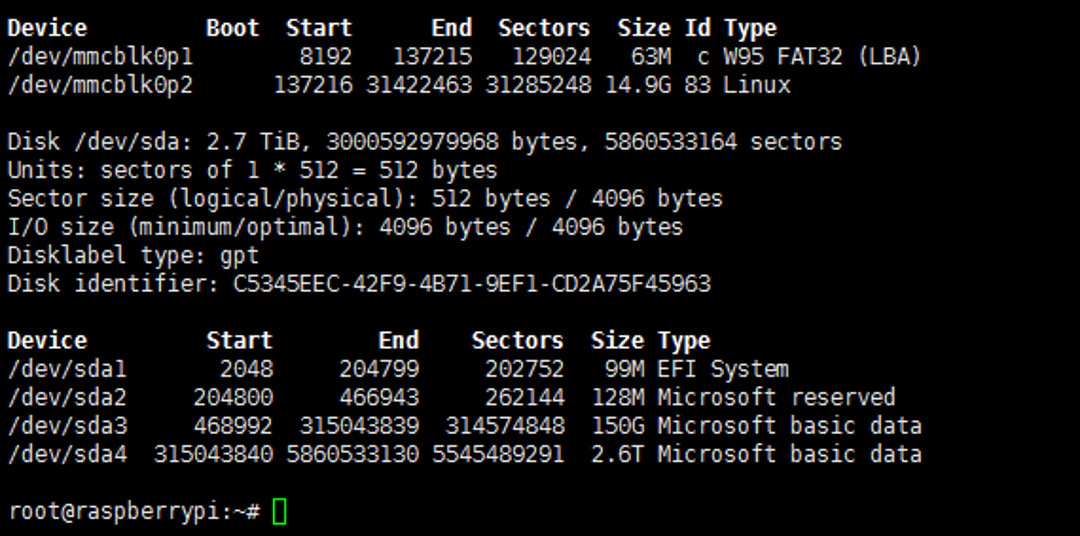 Device         Boot  Start      End  Sectors  Size Id Type
/dev/mmcblk0p1        8192   137215   129024   63M  c W95 FAT32 (LBA)
/dev/mmcblk0p2      137216 31422463 31285248 14.9G 83 Linux
Disk /dev/sda: 2.7 TiB, 3000592979968 bytes, 5860533164 sectors
Units: sectors of 1 * 512 = 512 bytes
Sector size (logical/physical): 512 bytes / 4096 bytes
I/O size (minimum/optimal): 4096 bytes / 4096 bytes
Disklabel type: gpt
Disk identifier: C5345EEC-42F9-4B71-9EF1-CD2A75F45963
Device         Start        End    Sectors  Size Type
/dev/sda1       2048     204799     202752   99M EFI System
/dev/sda2     204800     466943     262144  128M Microsoft reserved
/dev/sda3     468992  315043839  314574848  150G Microsoft basic data
/dev/sda4  315043840 5860533130 5545489291  2.6T Microsoft basic data
root@raspberrypi:~#